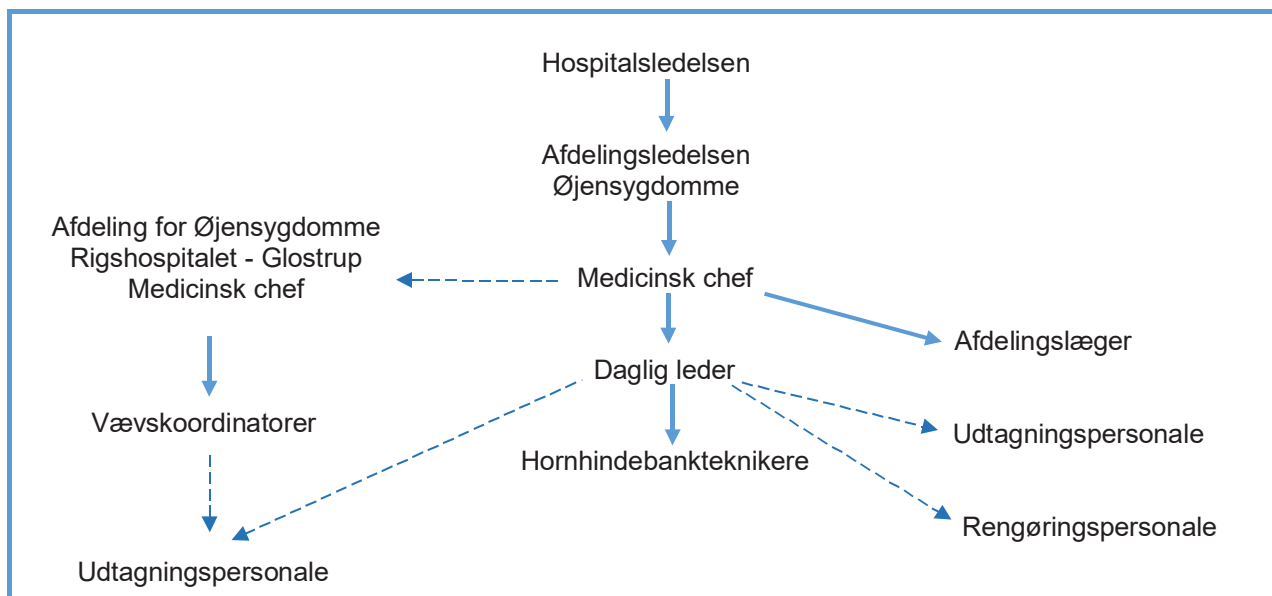 Hospitalsledelsen
Afdelingsledelsen
Øjensygdomme
Afdeling for Øjensygdomme
Rigshospitalet - Glostrup
Medicinsk chef
Medicinsk chef
Afdelingslæger
Daglig leder
Vævskoordinatorer
Udtagningspersonale
Hornhindebankteknikere
Rengøringspersonale
Udtagningspersonale